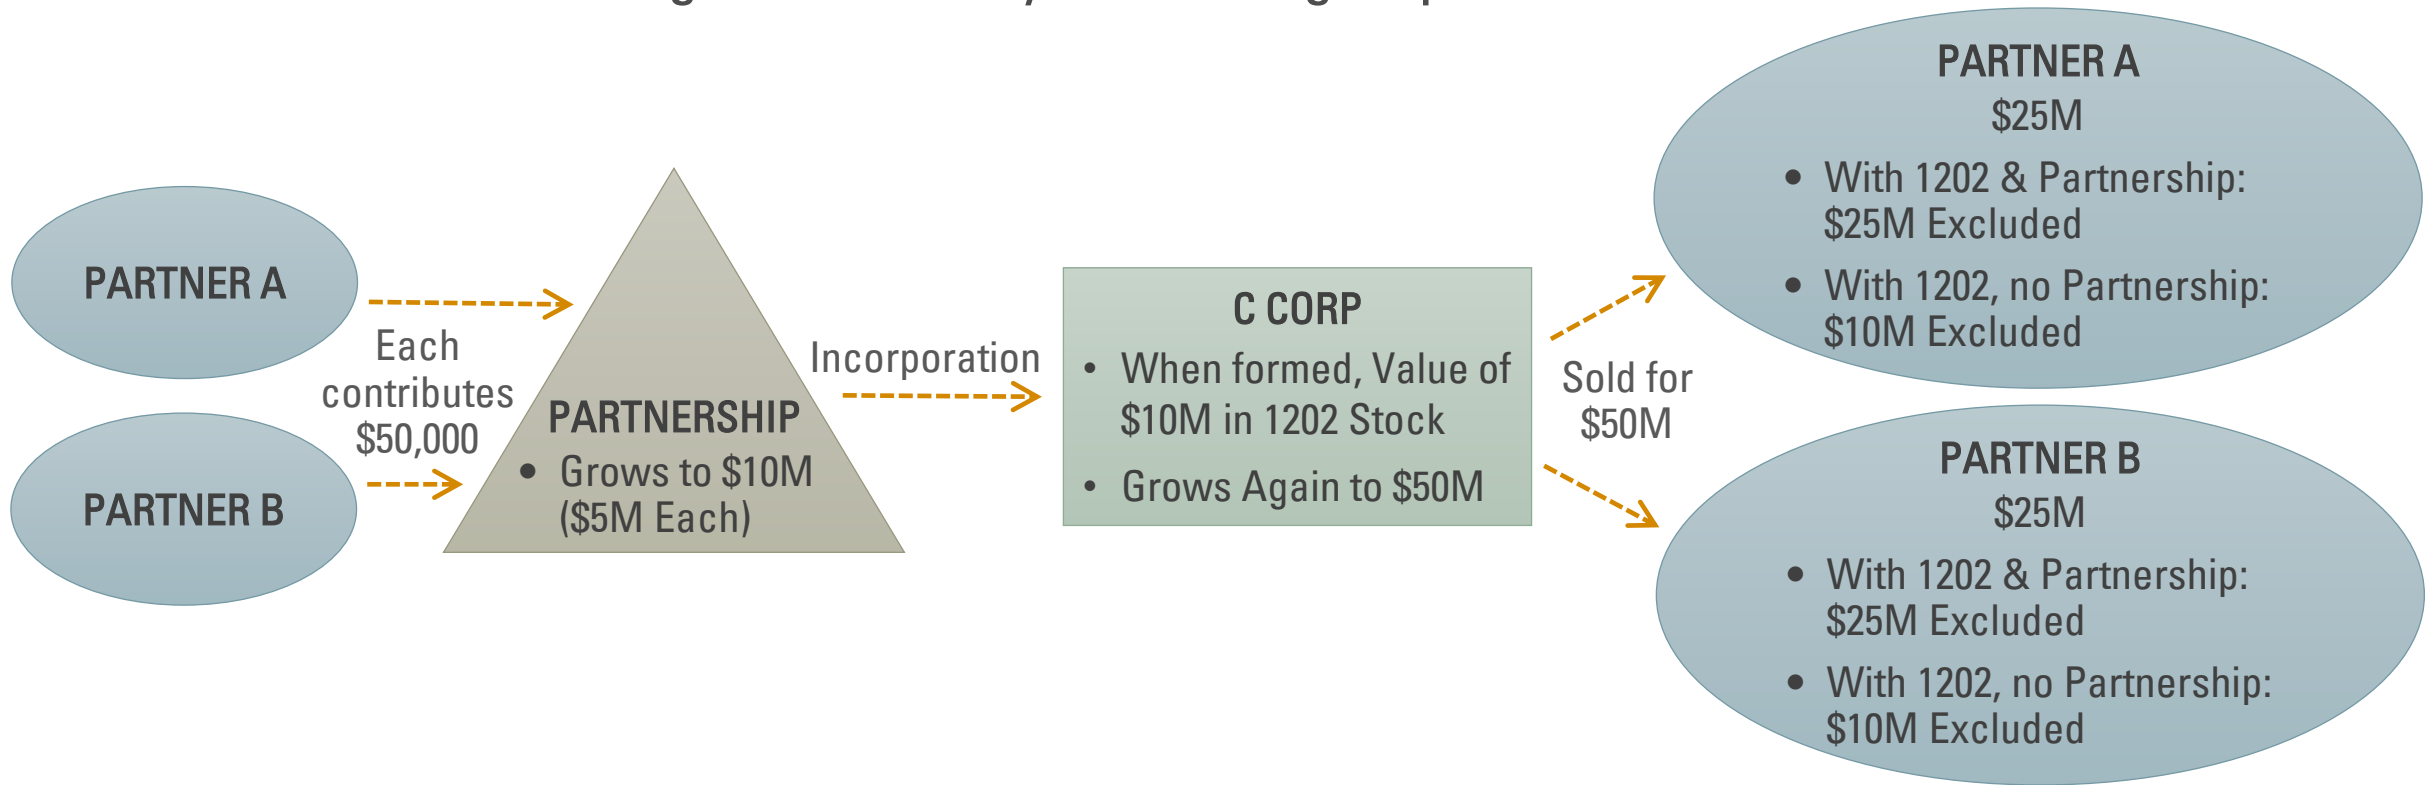 PARTNER A
PARTNER B
Each
contributes
$50,000
PARTNERSHIP
• Grows to $10M
($5M Each)
Incorporation
C CORP
• When formed, Value of
$10M in 1202 Stock
• Grows Again to $50M
Sold for
$50M
PARTNER A
$25M
• With 1202 & Partnership:
$25M Excluded
• With 1202, no Partnership:
$10M Excluded
PARTNER B
$25M
• With 1202 & Partnership:
$25M Excluded
• With 1202, no Partnership:
$10M Excluded